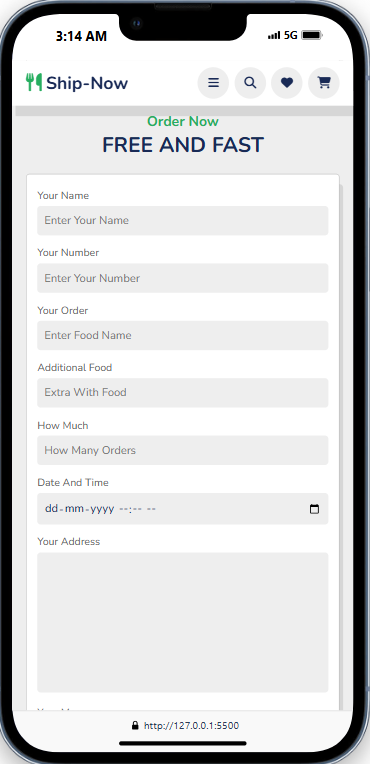 3:14 AM
5G
Ship-Now
Order Now
FREE AND FAST
Your Name
Enter Your Name
Your Number
Enter Your Number
Your Order
Enter Food Name
Additional Food
Extra With Food
How Much
How Many Orders
Date And Time
dd-mm-yyyy --:-- --
Your Address
http://127.0.0.1:5500